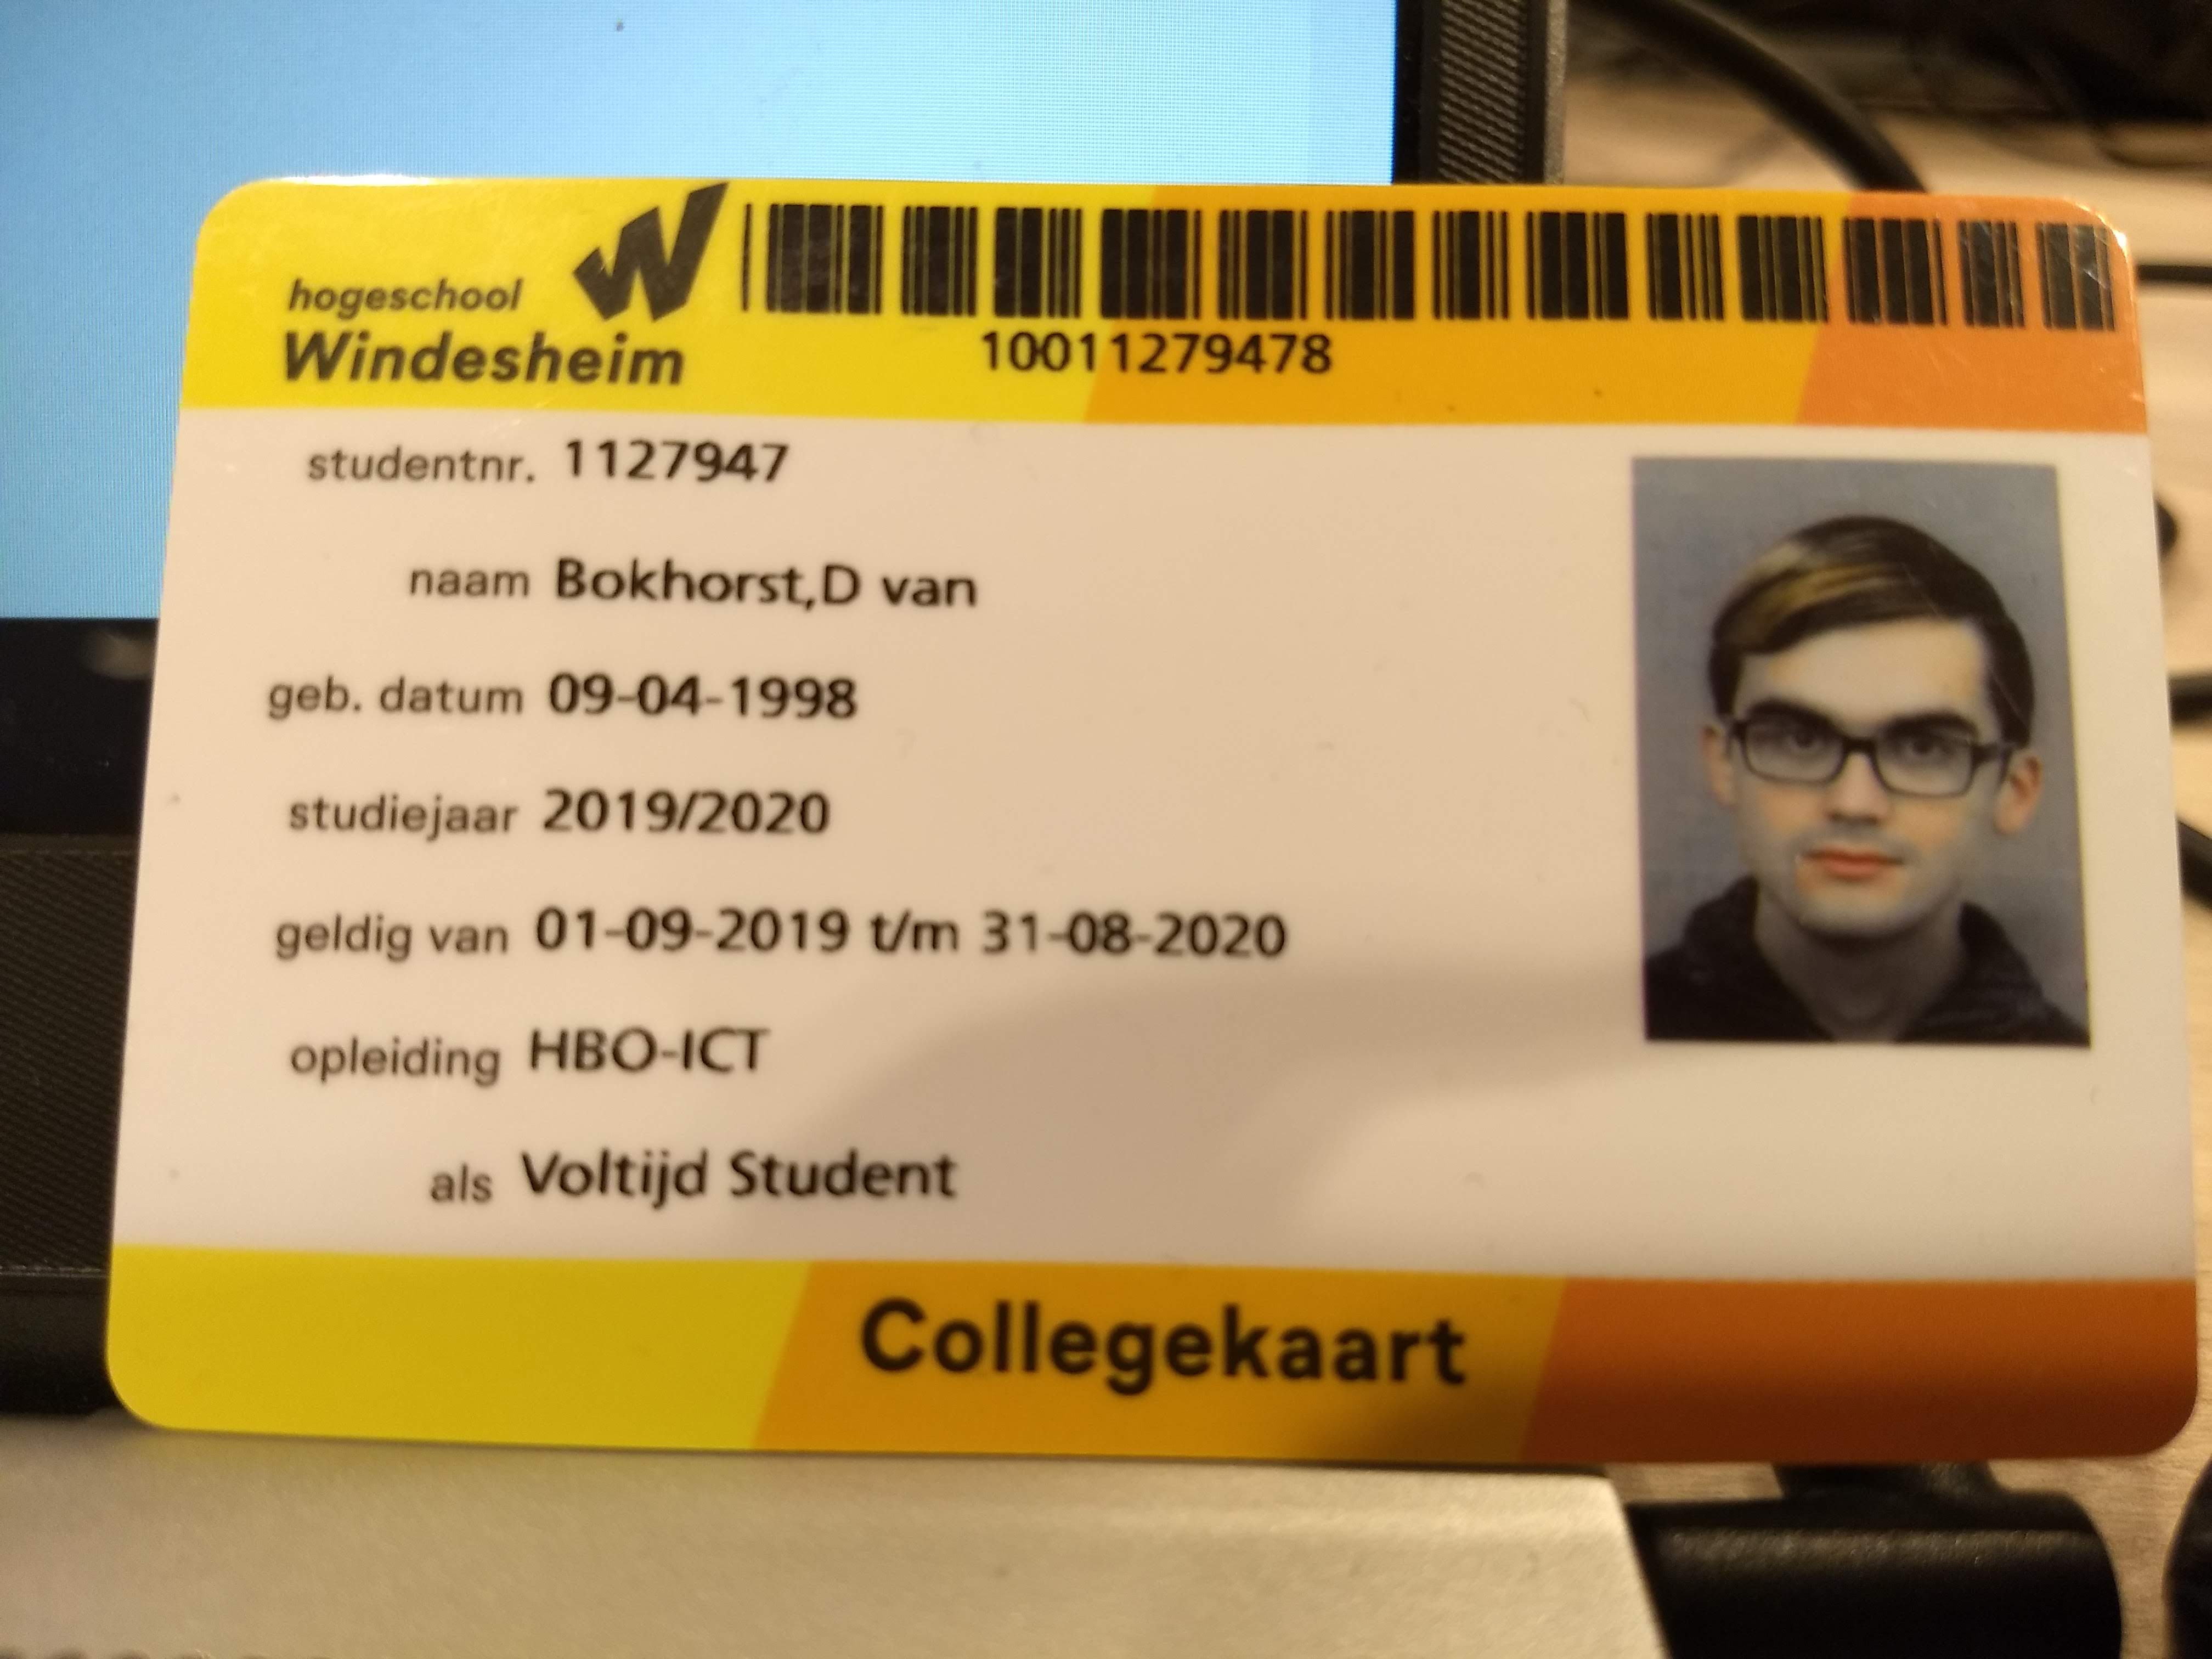 hogeschool
Windesheim
10011279478
studentnr. 1127947
naam Bokhorst,D van
geb. datum 09-04-1998
studiejaar 2019/2020
geldig van 01-09-2019 t/m 31-08-2020
opleiding HBO-ICT
als Voltijd Student
Collegekaart